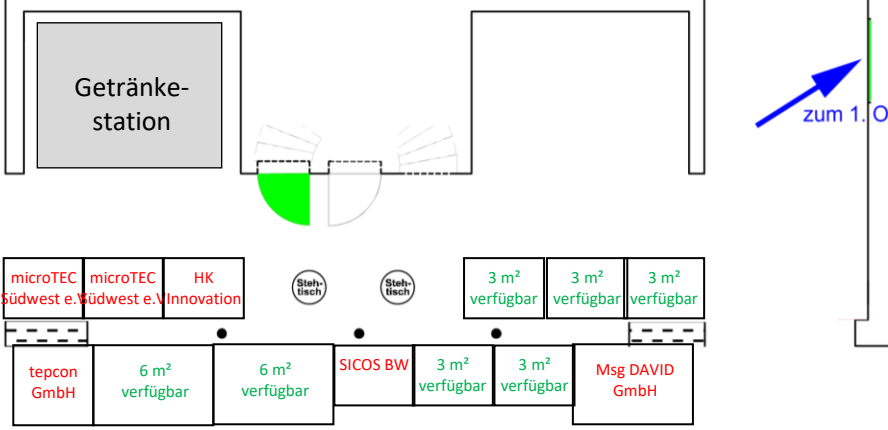 Getränke-
station
zum 1. O
microTEC
Südwest e.V
microTEC
Südwest e.V
HK
Innovation
Steh-
tisch
Steh-
tisch
3 m²
verfügbar
3 m²
verfügbar
3 m²
verfügbar
tepcon
GmbH
6 m²
verfügbar
6 m²
verfügbar
SICOS BW
3 m²
verfügbar
3 m²
verfügbar
Msg DAVID
GmbH